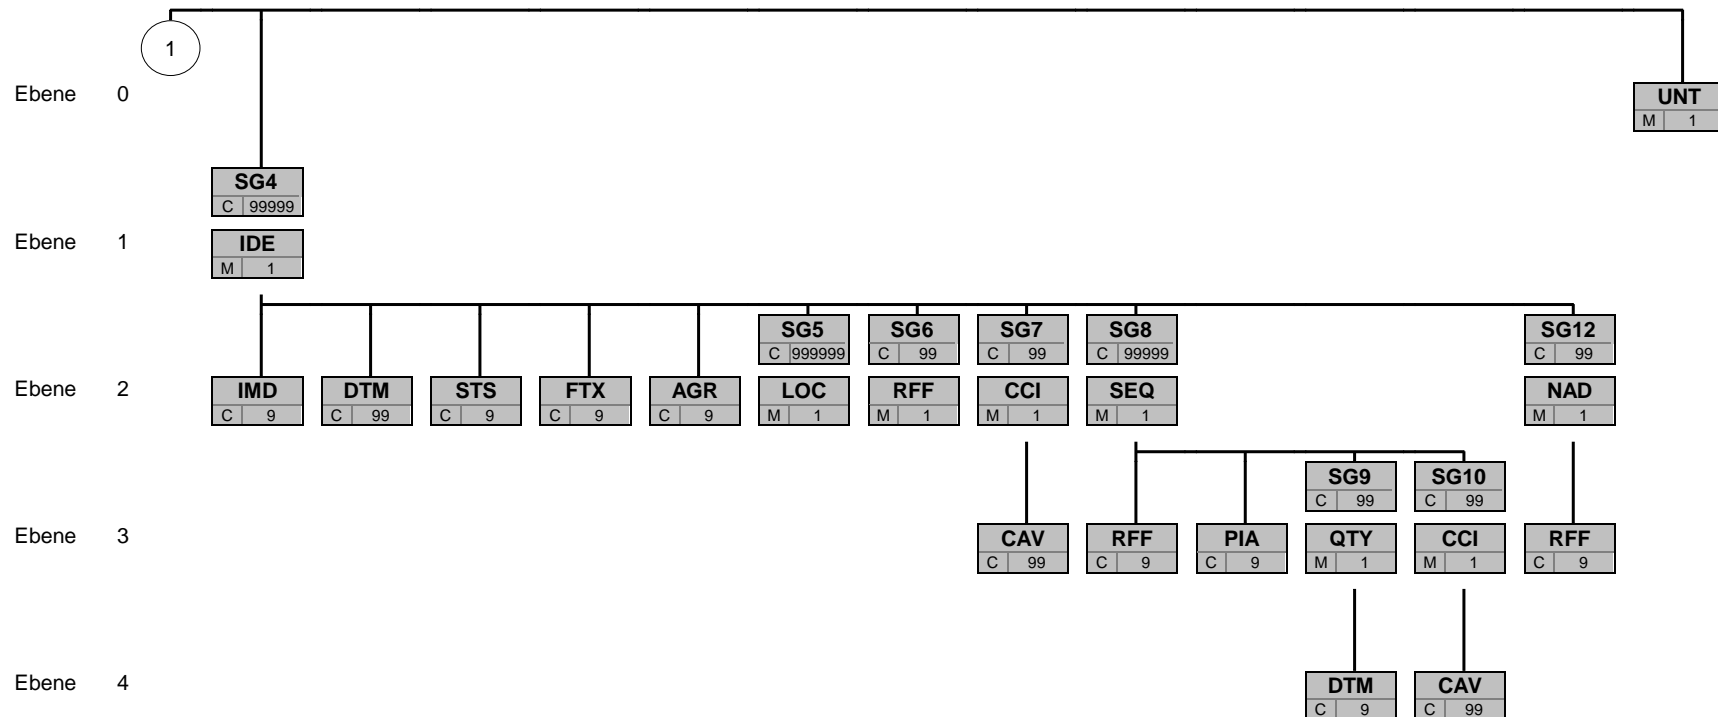 1
Ebene 0
UNT
M 1
SG4
C 99999
Ebene 1
IDE
M 1
SG5 SG6 SG7 SG8 SG12
C 999999 C 99 C 99 C 99999 C 99
Ebene 2
IMD DTM STS FTX AGR LOC RFF CCI SEQ NAD
C 9 C 99 C 9 C 9 C 9 M 1 M 1 M 1 M 1 M 1
SG9 SG10
C 99 C 99
Ebene 3
CAV RFF PIA QTY CCI RFF
C 99 C 9 C 9 M 1 M 1 C 9
Ebene 4
DTM CAV
C 9 C 99